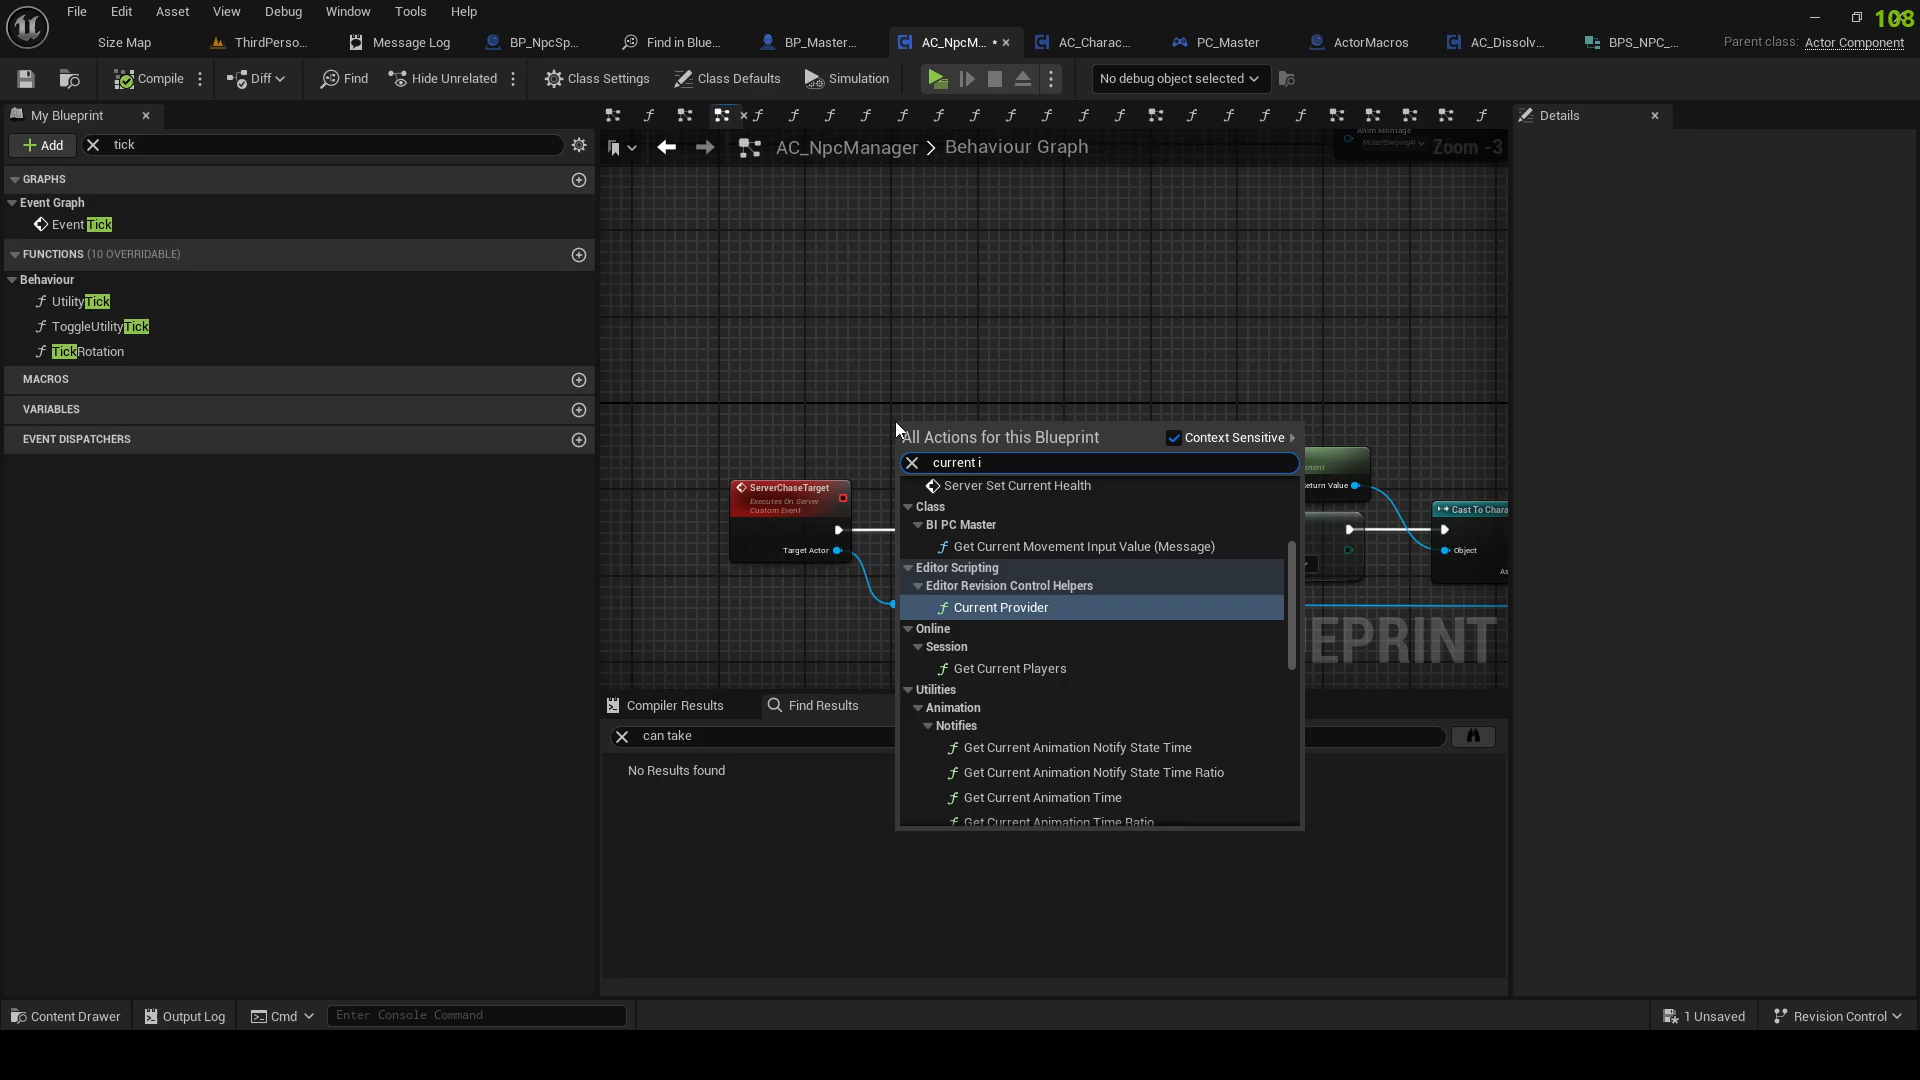 File Edit Asset View Debug Window Tools Help
108
Size Map ThirdPerso... Message Log BP_NpcSp... Find in Blue... BP_Master... AC_NpcM... • AC_Charac... PC_Master ActorMacros AC_Dissolv... BPS_NPC_... Parent class: Actor Component
Compile Diff Find Hide Unrelated Class Settings Class Defaults Simulation No debug object selected
My Blueprint
Details
Add tick
AC_NpcManager > Behaviour Graph
Anim Montage
Zoom -3
GRAPHS
Event Graph
Event Tick
FUNCTIONS (10 OVERRIDABLE)
Behaviour
UtilityTick
ToggleUtilityTick
TickRotation
MACROS
VARIABLES
EVENT DISPATCHERS
ServerChaseTarget
Executes On Server
Custom Event
Target Actor
eturn Value
Cast To Chara
Object
As
EPRINT
All Actions for this Blueprint Context Sensitive
current i
Server Set Current Health
Class
BI PC Master
Get Current Movement Input Value (Message)
Editor Scripting
Editor Revision Control Helpers
Current Provider
Online
Session
Get Current Players
Utilities
Animation
Notifies
Get Current Animation Notify State Time
Get Current Animation Notify State Time Ratio
Get Current Animation Time
Get Current Animation Time Ratio
Compiler Results Find Results
can take
No Results found
Content Drawer Output Log Cmd Enter Console Command 1 Unsaved Revision Control